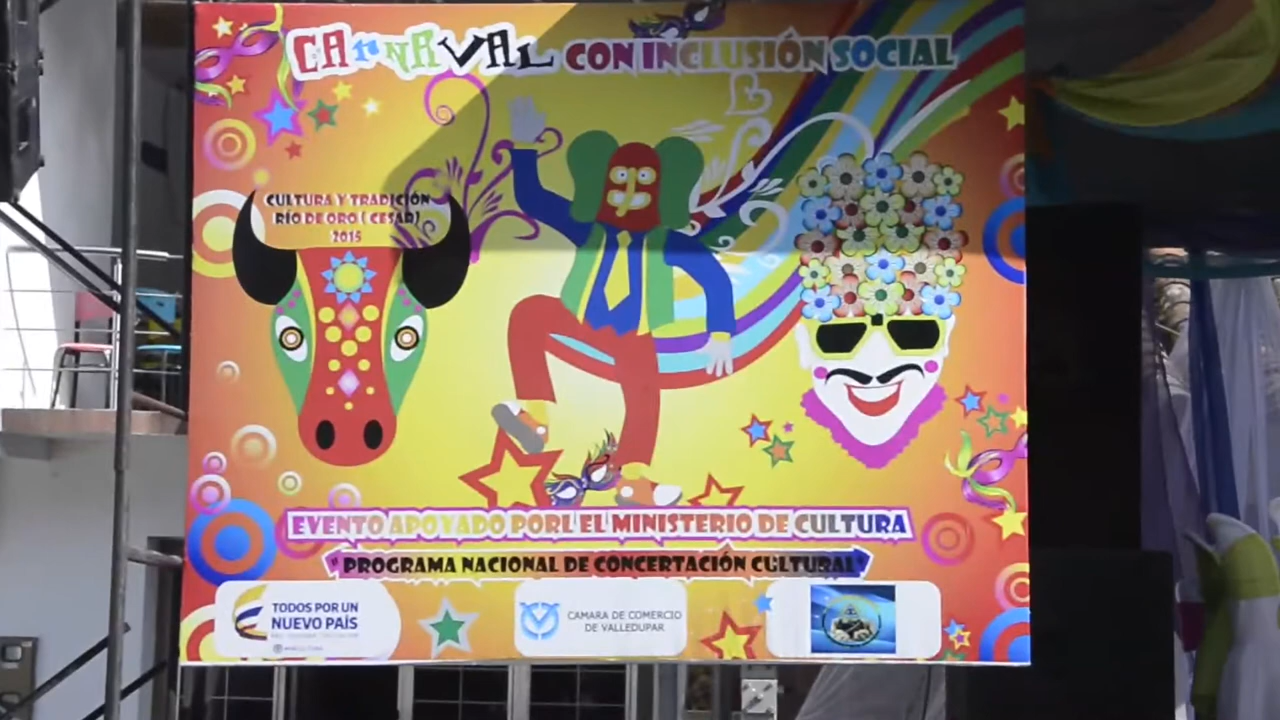 CARNAVAL CON INCLUSIÓN SOCIAL
CULTURA Y TRADICIÓN
RÍO DE ORO ( CESAR)
2015
EVENTO APOYADO PORL EL MINISTERIO DE CULTURA
"PROGRAMA NACIONAL DE CONCERTACIÓN CULTURAL"
TODOS POR UN
NUEVO PAÍS
CAMARA DE COMERCIO
DE VALLEDUPAR